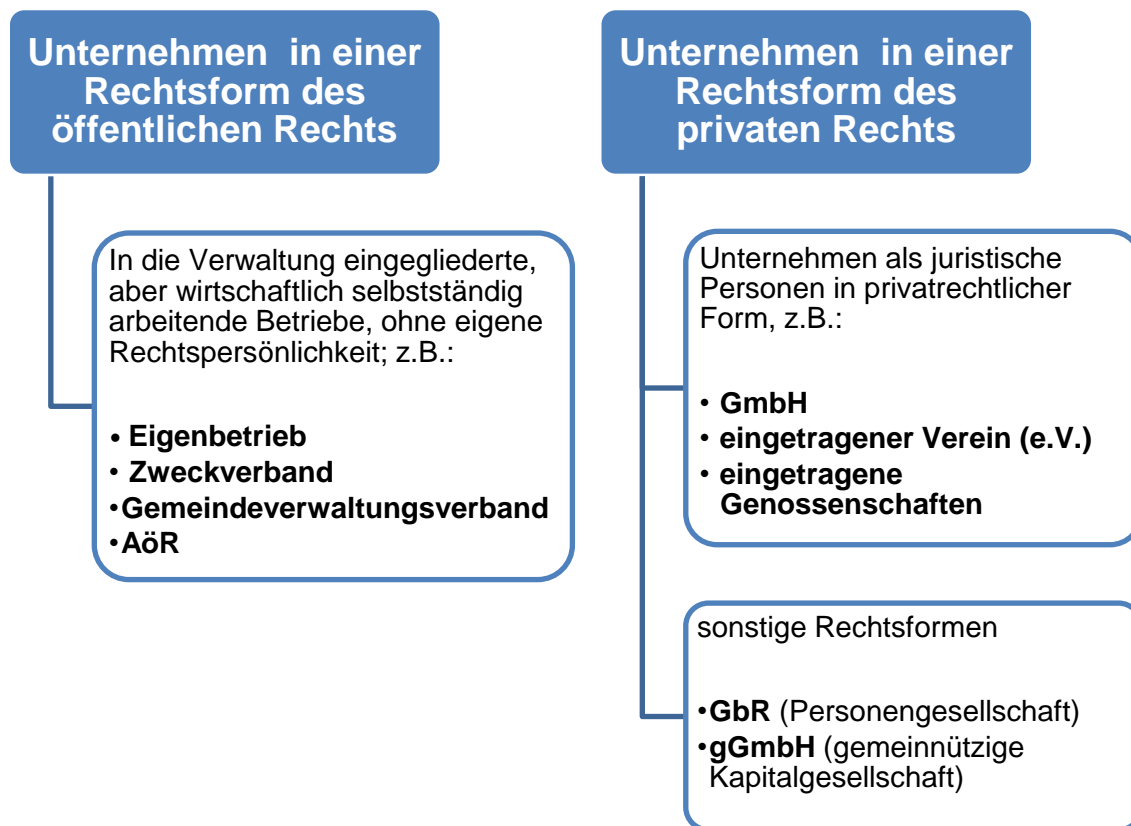 Unternehmen in einer
Rechtsform des
öffentlichen Rechts
In die Verwaltung eingegliederte,
aber wirtschaftlich selbstständig
arbeitende Betriebe, ohne eigene
Rechtspersönlichkeit; z.B.:
• Eigenbetrieb
• Zweckverband
•Gemeindeverwaltungsverband
•AöR
Unternehmen in einer
Rechtsform des
privaten Rechts
Unternehmen als juristische
Personen in privatrechtlicher
Form, z.B.:
• GmbH
• eingetragener Verein (e.V.)
• eingetragene
Genossenschaften
sonstige Rechtsformen
•GbR (Personengesellschaft)
•gGmbH (gemeinnützige
Kapitalgesellschaft)